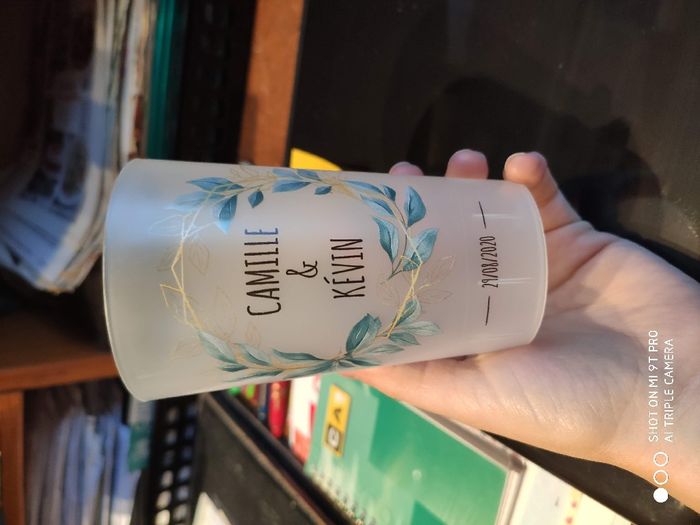 CAMILLE
&
KÉVIN
29/08/2020
SHOT ON MI 9T PRO
AI TRIPLE CAMERA